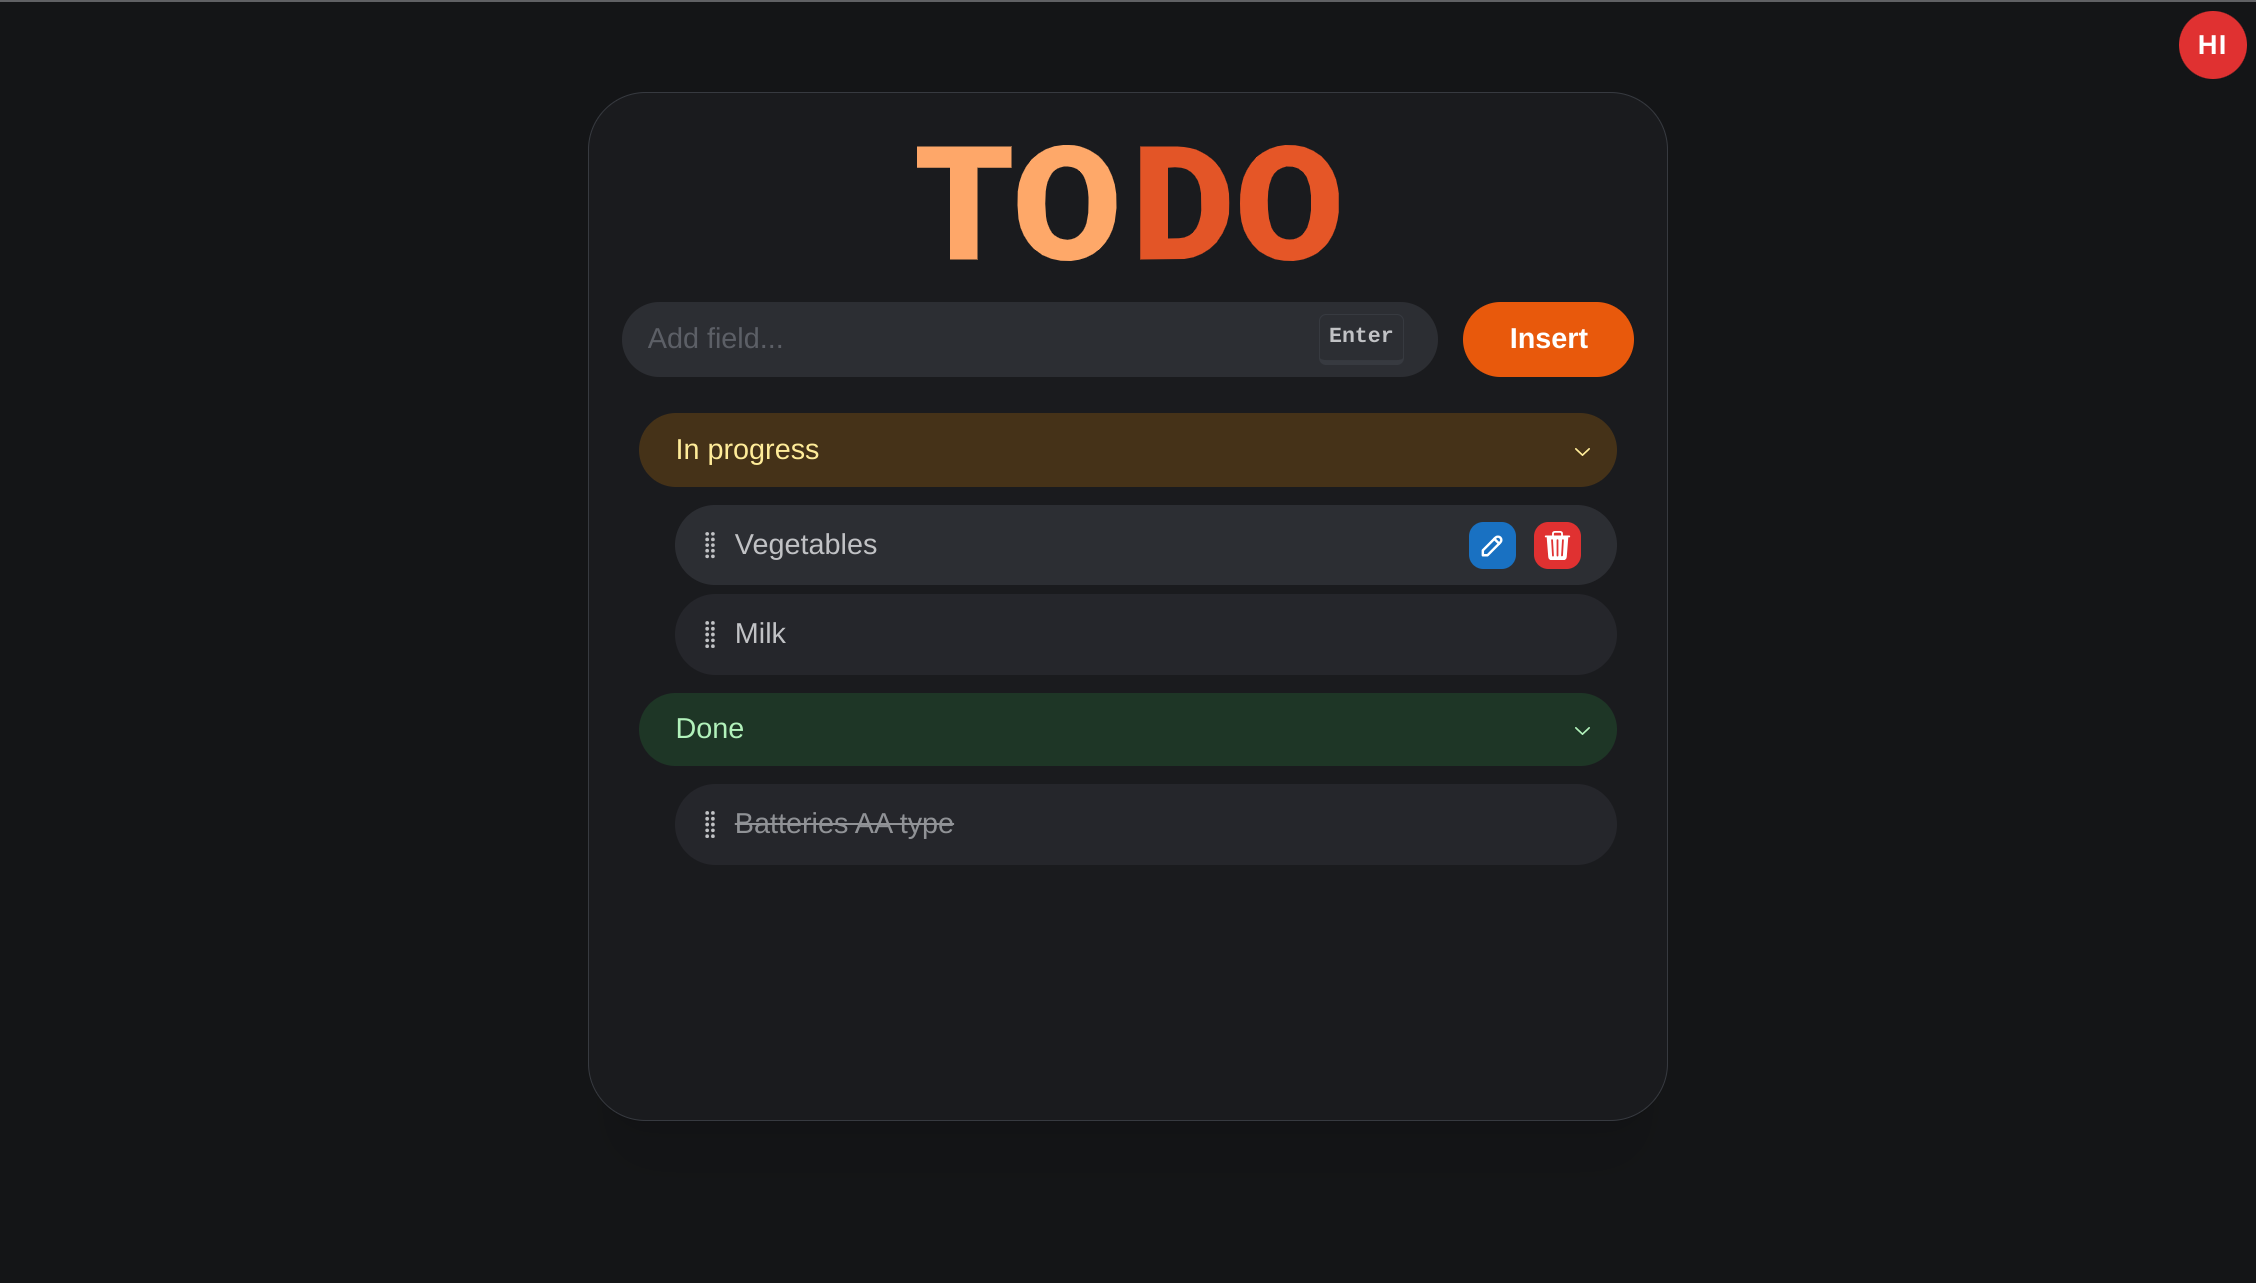 HI
TODO
Add field...
Enter
Insert
In progress
Vegetables
Milk
Done
Batteries AA type